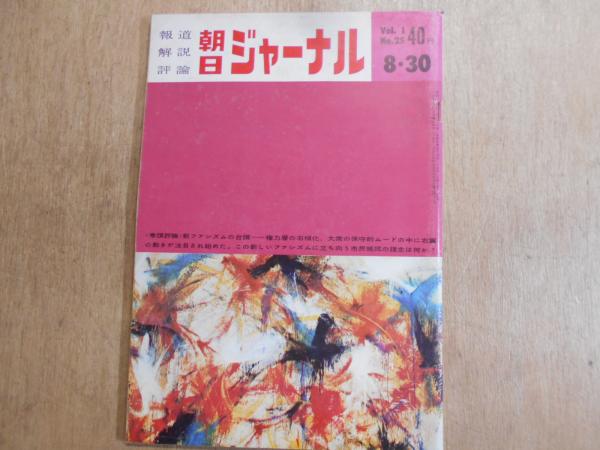 報道
解説
評論
朝日ジャーナル
Vol. 1
No.25
40円
8・30
<巻頭評論>新ファシズムの台頭――権力層の右傾化、大衆の保守的ムードの中に右翼
の動きが注目され始めた。この新しいファシズムに立ち向う市民抵抗の理念は何か？